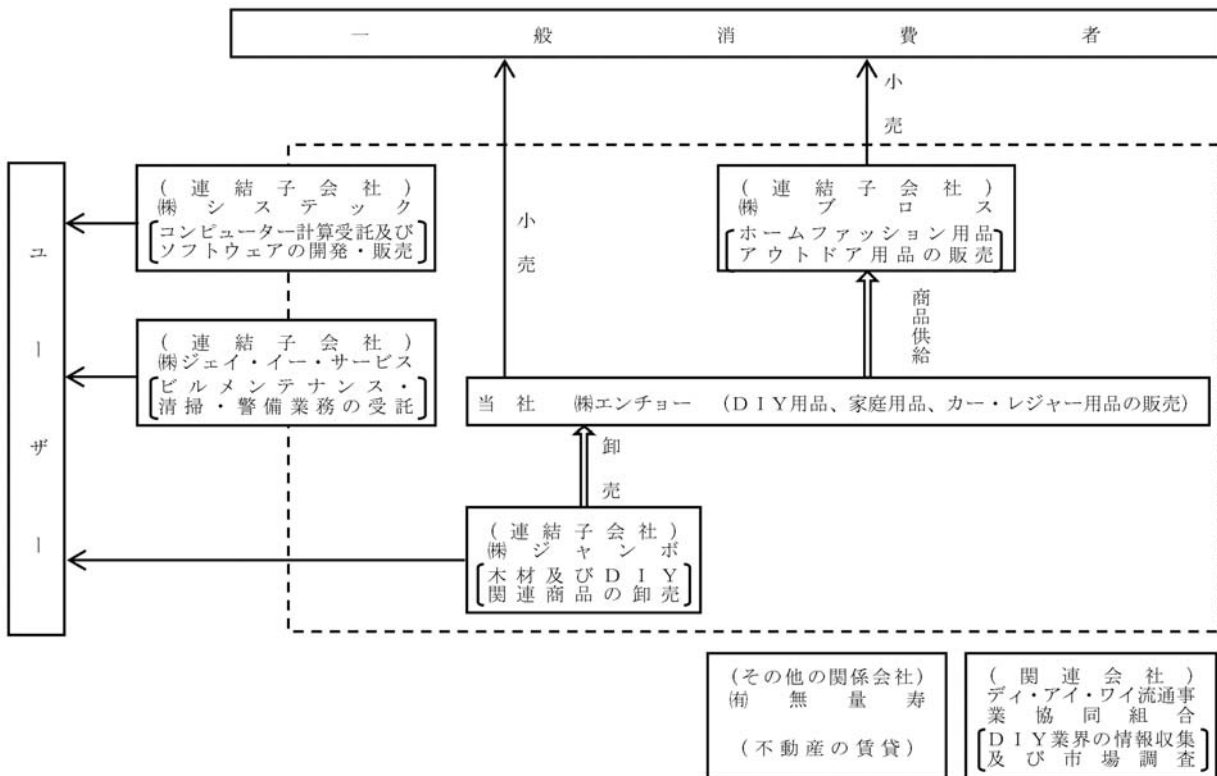 一般消費者
小売
小売
ユーザー
(連結子会社)
㈱システック
コンピューター計算受託及び
ソフトウェアの開発・販売
(連結子会社)
㈱ブロス
ホームファッション用品
アウトドア用品の販売
商品供給
(連結子会社)
㈱ジェイ・イー・サービス
ビルメンテナンス・
清掃・警備業務の受託
当社 ㈱エンチョー (DIY用品、家庭用品、カー・レジャー用品の販売)
卸売
(連結子会社)
㈱ジャンボ
木材及びDIY
関連商品の卸売
(その他の関係会社)
㈲無量寿
(不動産の賃貸)
(関連会社)
ディ・アイ・ワイ流通事
業協同組合
DIY業界の情報収集
及び市場調査